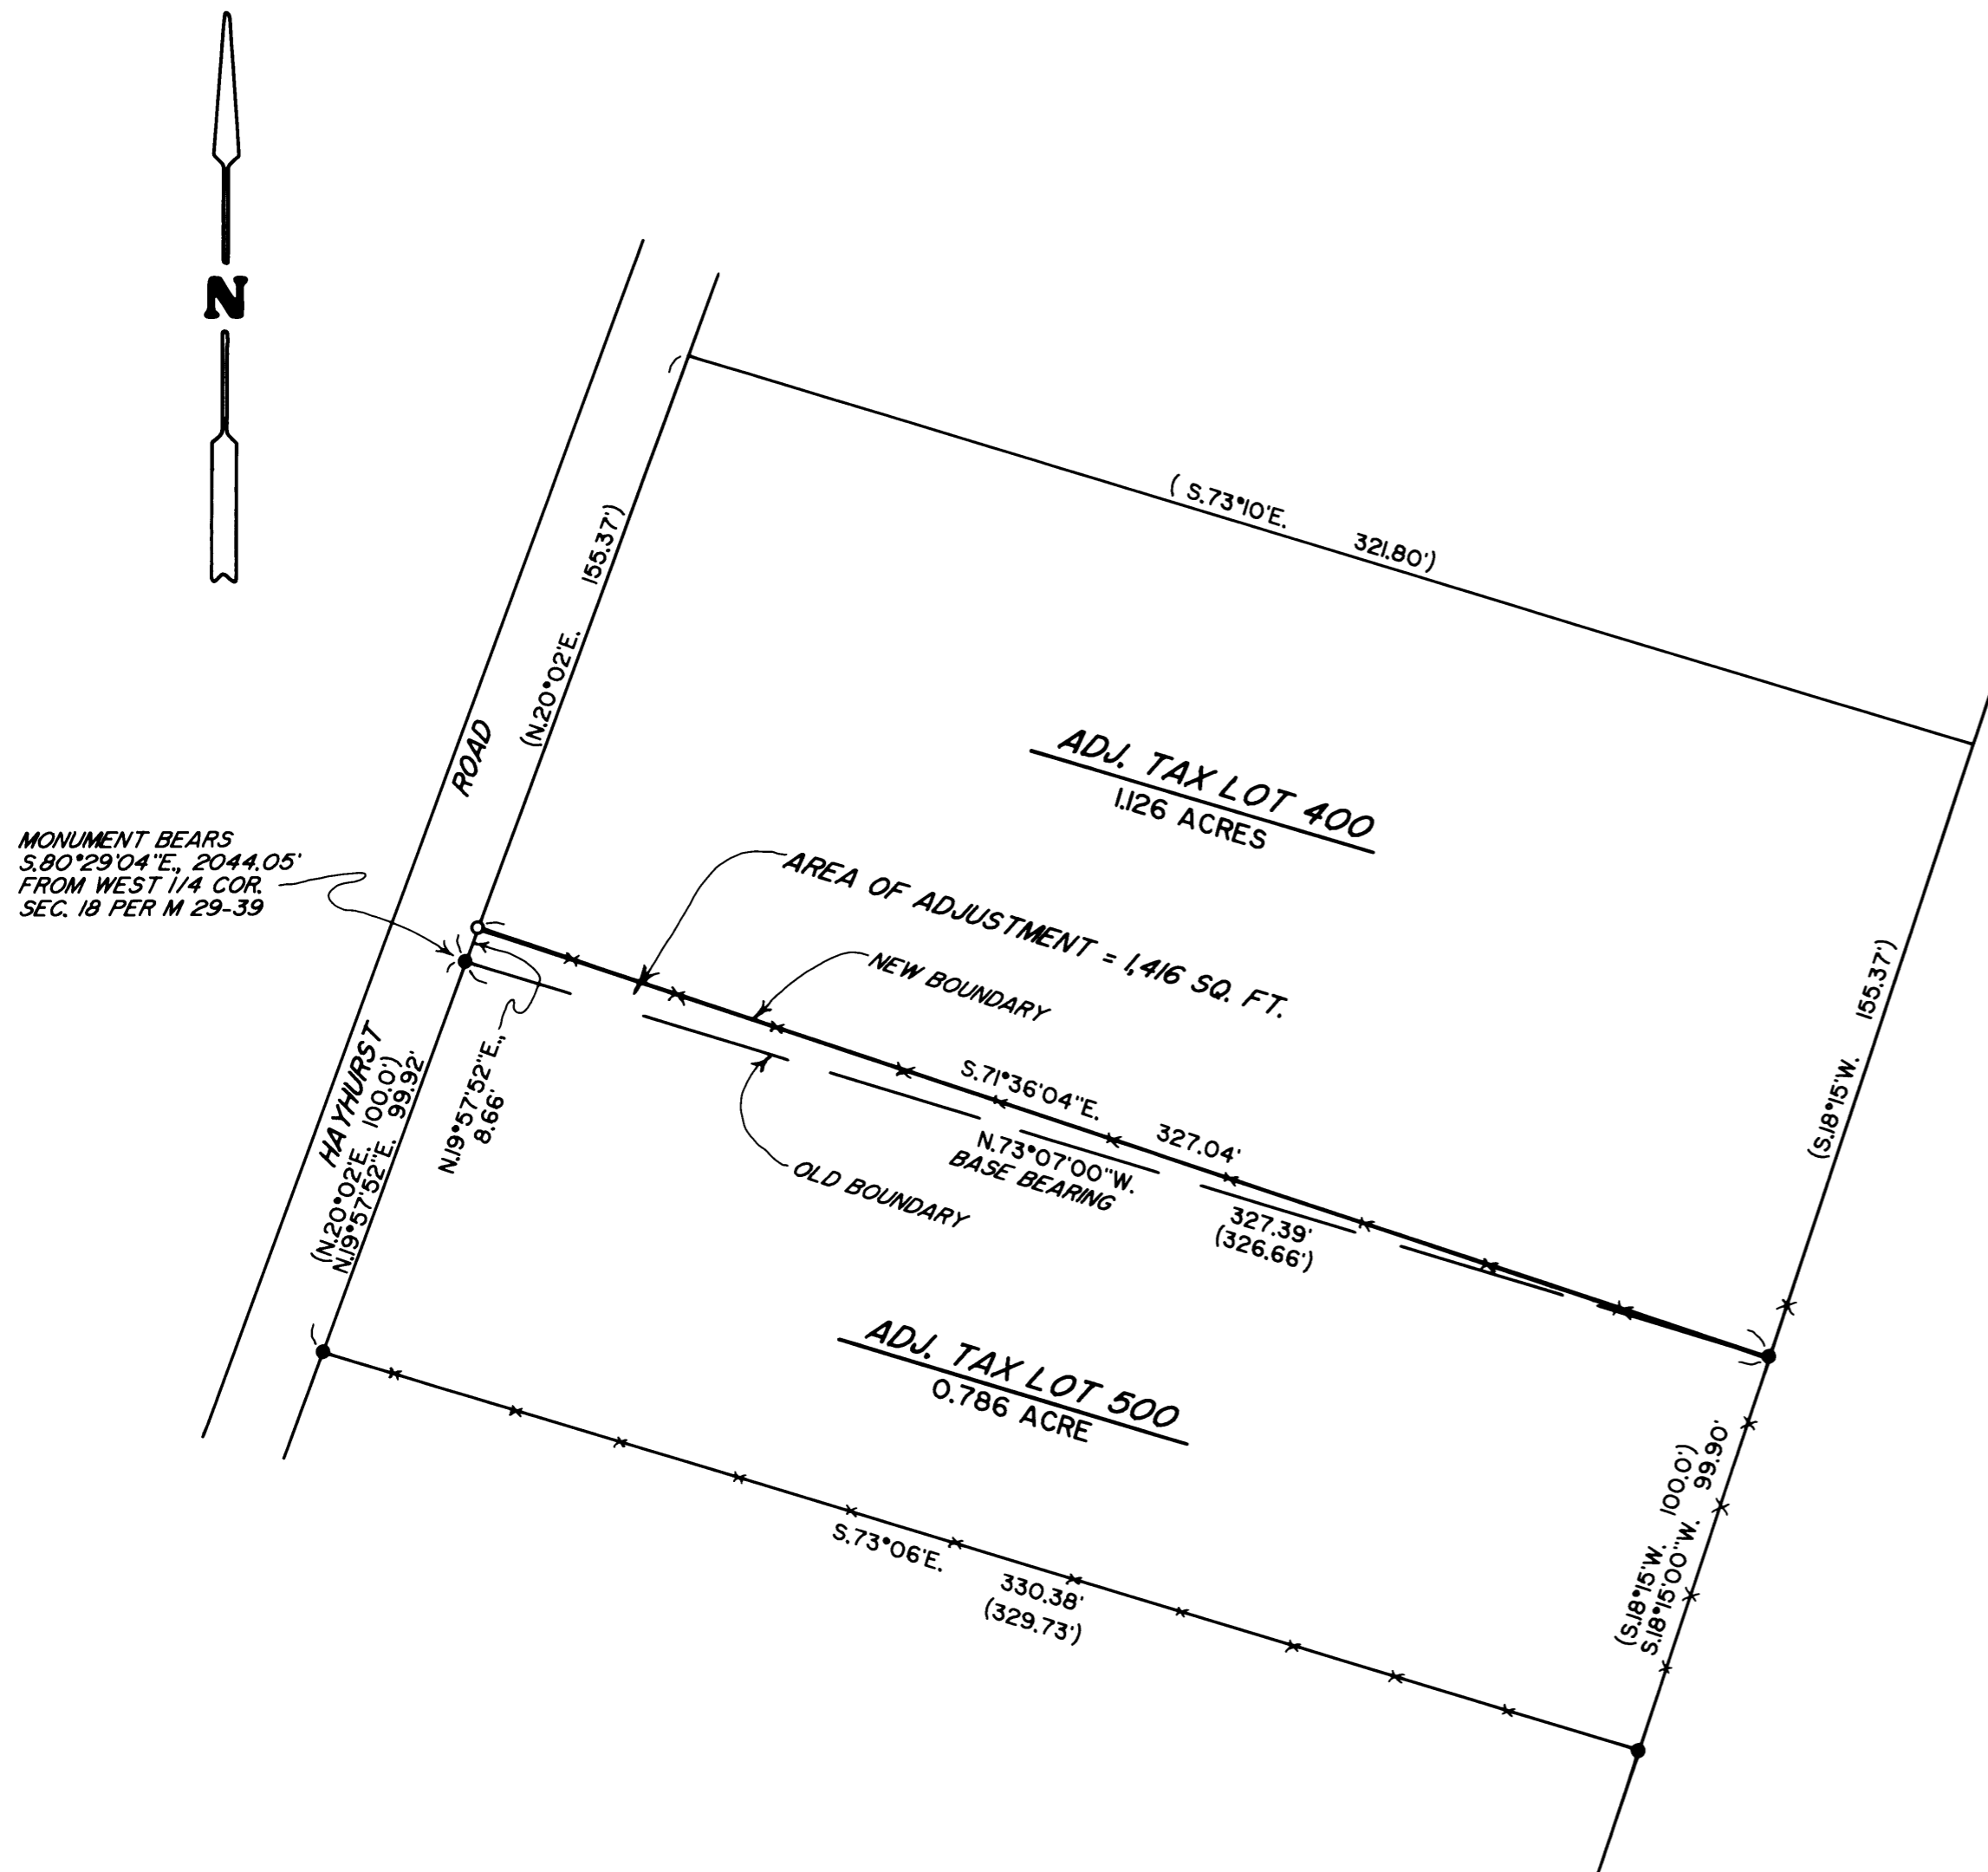 N
(S.73°10'E. 321.80')
(N.20°02'E. 155.37')
ROAD
ADJ. TAX LOT 400
1.126 ACRES
MONUMENT BEARS
S.80°29'04"E., 2044.05'
FROM WEST 1/4 COR.
SEC. 18 PER M 29-39
AREA OF ADJUSTMENT = 1,416 SQ. FT.
NEW BOUNDARY
(S.18°15'W. 155.37')
HAYHURST
(N.20°02'E. 100.0')
N.19°57'52"E. 99.92'
N.19°57'52"E.,
8.66'
S.71°36'04"E. 327.04'
N.73°07'00"W.
BASE BEARING
327.39'
(326.66')
OLD BOUNDARY
ADJ. TAX LOT 500
0.786 ACRE
(S.18°15'W. 100.0')
S.18°15'00"W. 99.90'
S.73°06'E. 330.38'
(329.73')